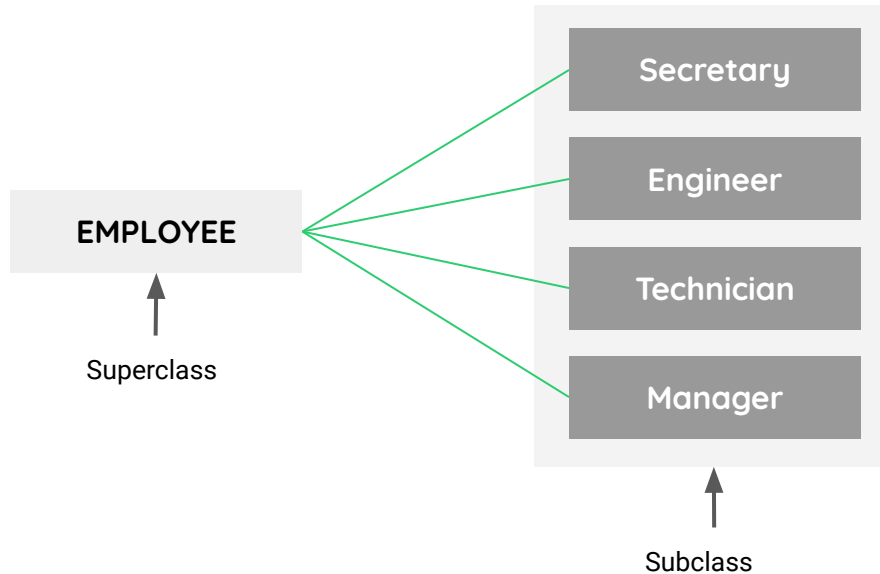 Secretary
Engineer
EMPLOYEE
Technician
Superclass
Manager
Subclass